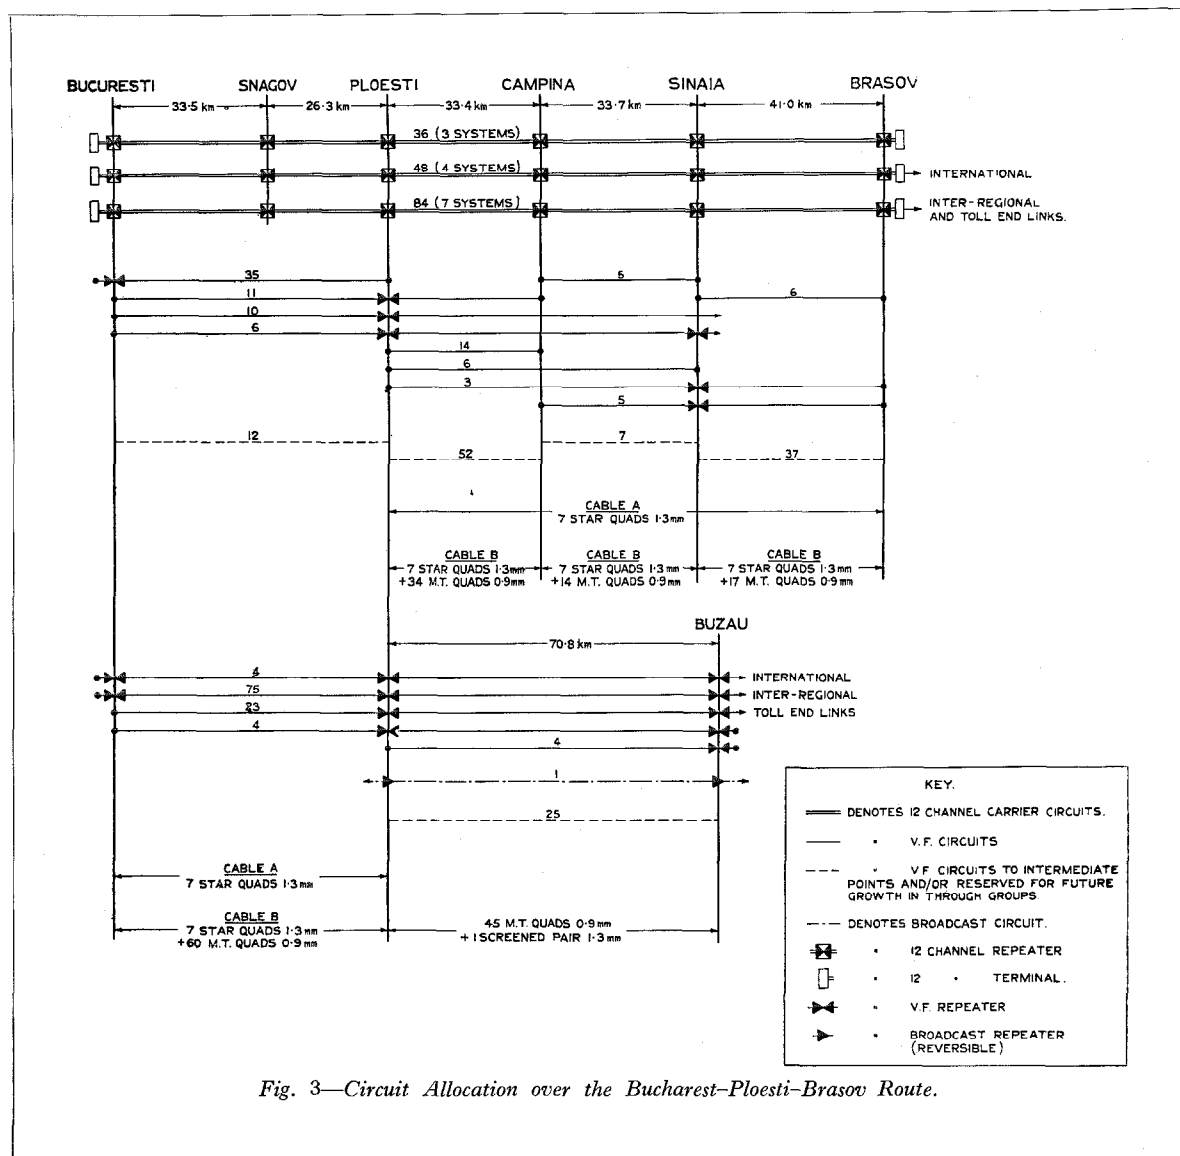 BUCURESTI SNAGOV PLOESTI CAMPINA SINAIA BRASOV
33·5 km 26·3 km 33·4 km 33·7 km 41·0 km
36 (3 SYSTEMS)
48 (4 SYSTEMS)
INTERNATIONAL
84 (7 SYSTEMS)
INTER-REGIONAL
AND TOLL END LINKS.
35 5
11 6
10
6
14
6
3
5
12 7
52 37
CABLE A
7 STAR QUADS 1·3mm
CABLE B CABLE B CABLE B
7 STAR QUADS 1·3mm 7 STAR QUADS 1·3mm 7 STAR QUADS 1·3mm
+34 M.T. QUADS 0·9mm +14 M.T. QUADS 0·9mm +17 M.T. QUADS 0·9mm
BUZAU
70·8 km
4 INTERNATIONAL
75 INTER-REGIONAL
23 TOLL END LINKS
4
4
1
25
CABLE A
7 STAR QUADS 1·3mm
CABLE B
7 STAR QUADS 1·3mm
+60 M.T. QUADS 0·9mm
45 M.T. QUADS 0·9mm
+1 SCREENED PAIR 1·3mm
KEY.
DENOTES 12 CHANNEL CARRIER CIRCUITS.
" V.F. CIRCUITS
" V.F CIRCUITS TO INTERMEDIATE
POINTS AND/OR RESERVED FOR FUTURE
GROWTH IN THROUGH GROUPS.
DENOTES BROADCAST CIRCUIT.
" 12 CHANNEL REPEATER
" 12 " TERMINAL.
" V.F. REPEATER
" BROADCAST REPEATER
(REVERSIBLE)
Fig. 3—Circuit Allocation over the Bucharest–Ploesti–Brasov Route.